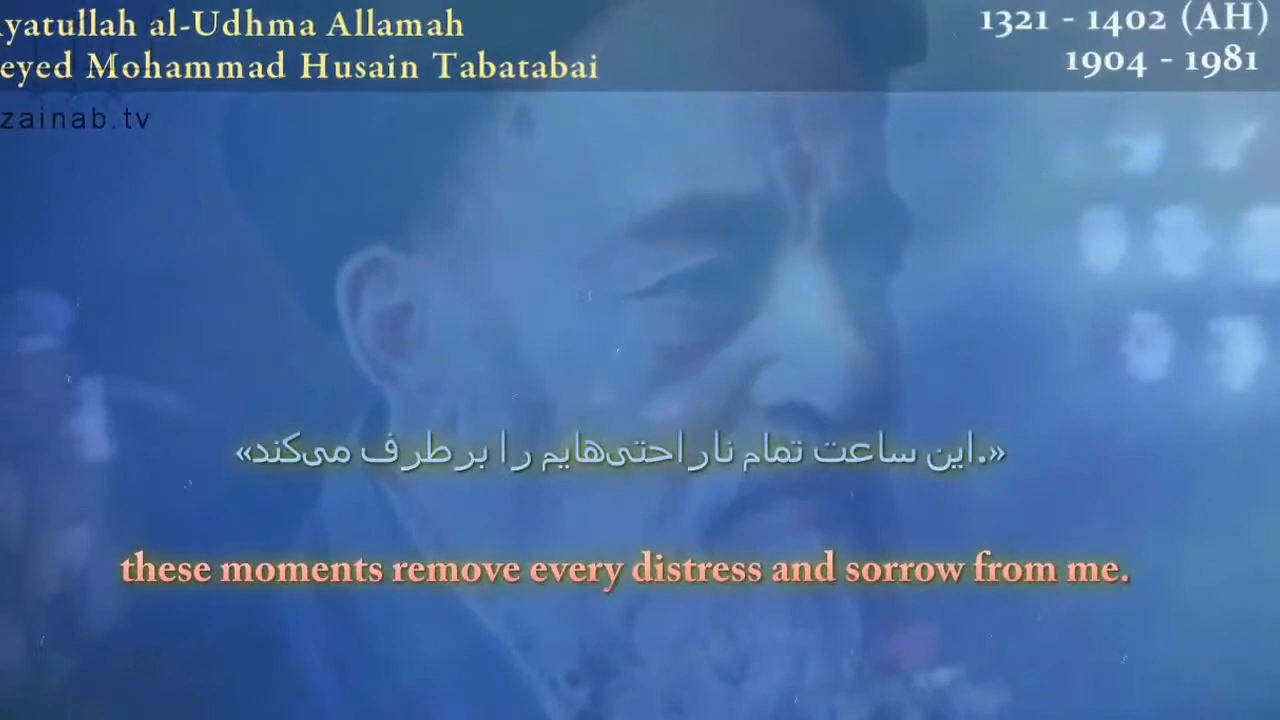 yatullah al-Udhma Allamah
eyed Mohammad Husain Tabatabai
1321 - 1402 (AH)
1904 - 1981
zainab.tv
«این ساعت تمام ناراحتی‌هایم را برطرف می‌کند.»
these moments remove every distress and sorrow from me.